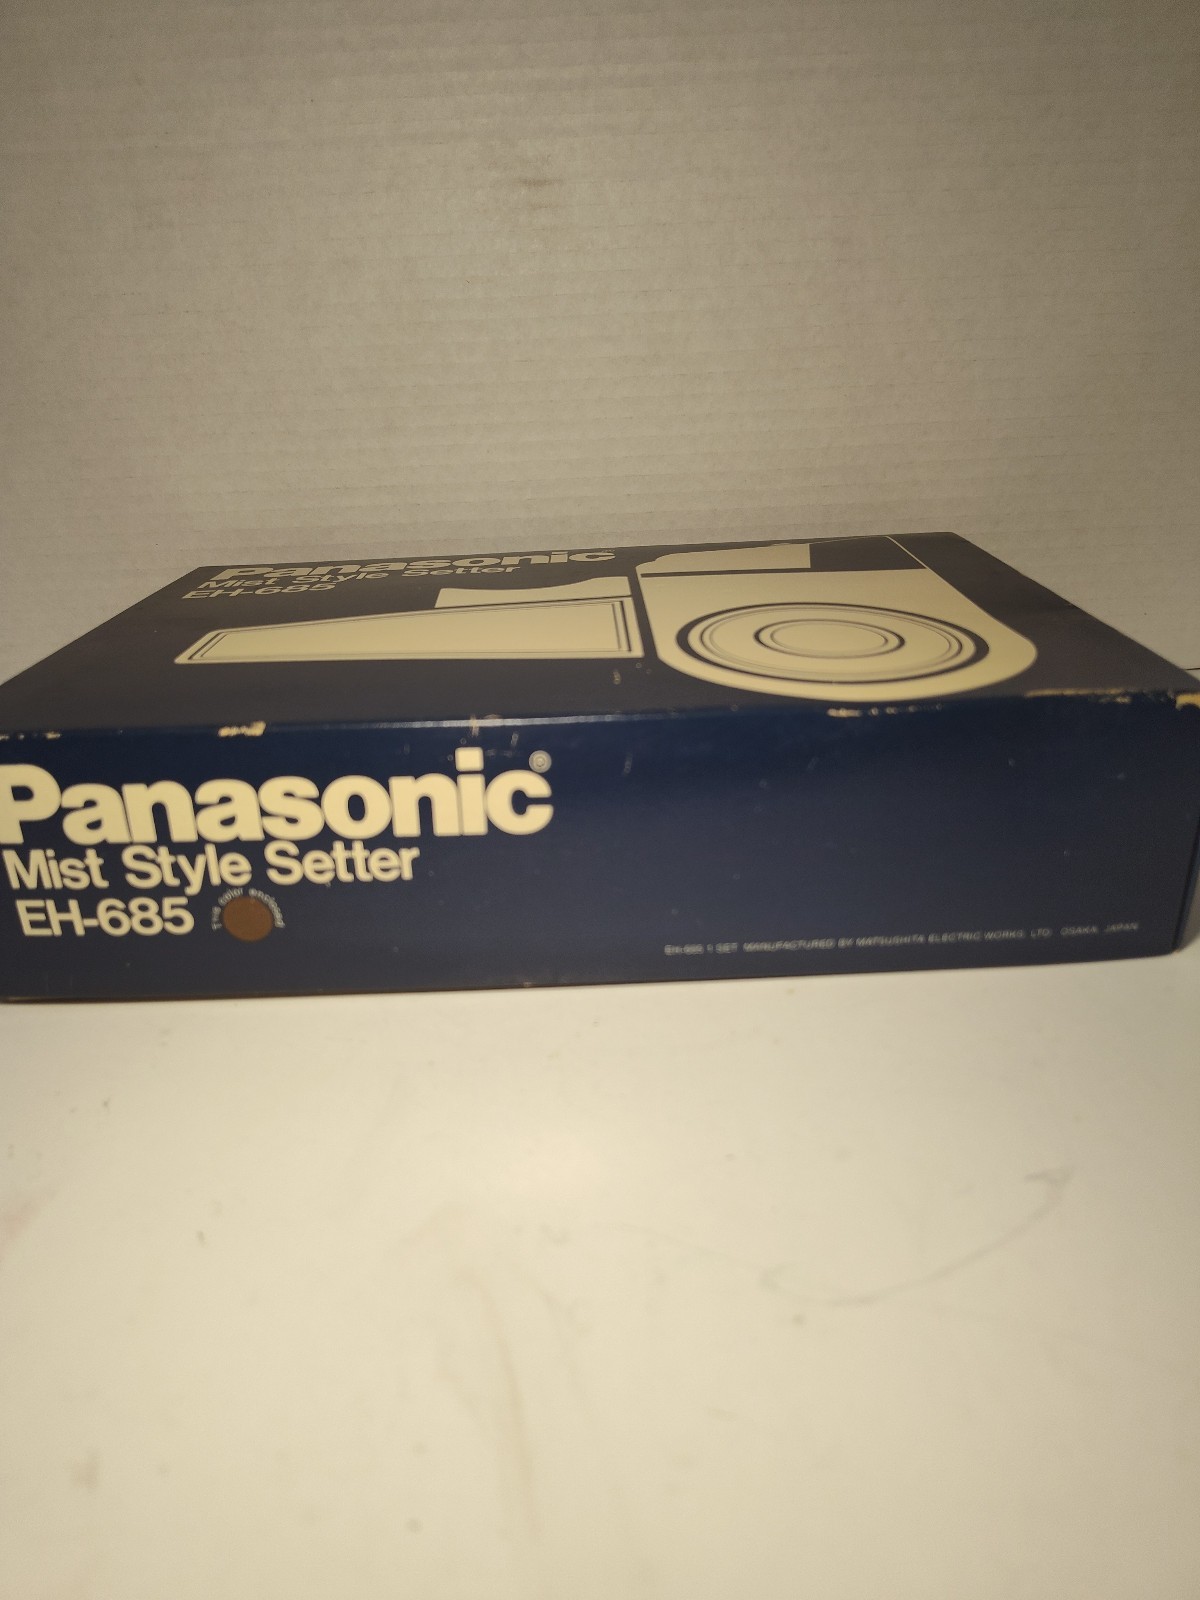 Panasonic
Mist Style Setter
EH-685
Panasonic®
Mist Style Setter
EH-685
This color enclosed
EH-685 1 SET MANUFACTURED BY MATSUSHITA ELECTRIC WORKS, LTD. OSAKA, JAPAN